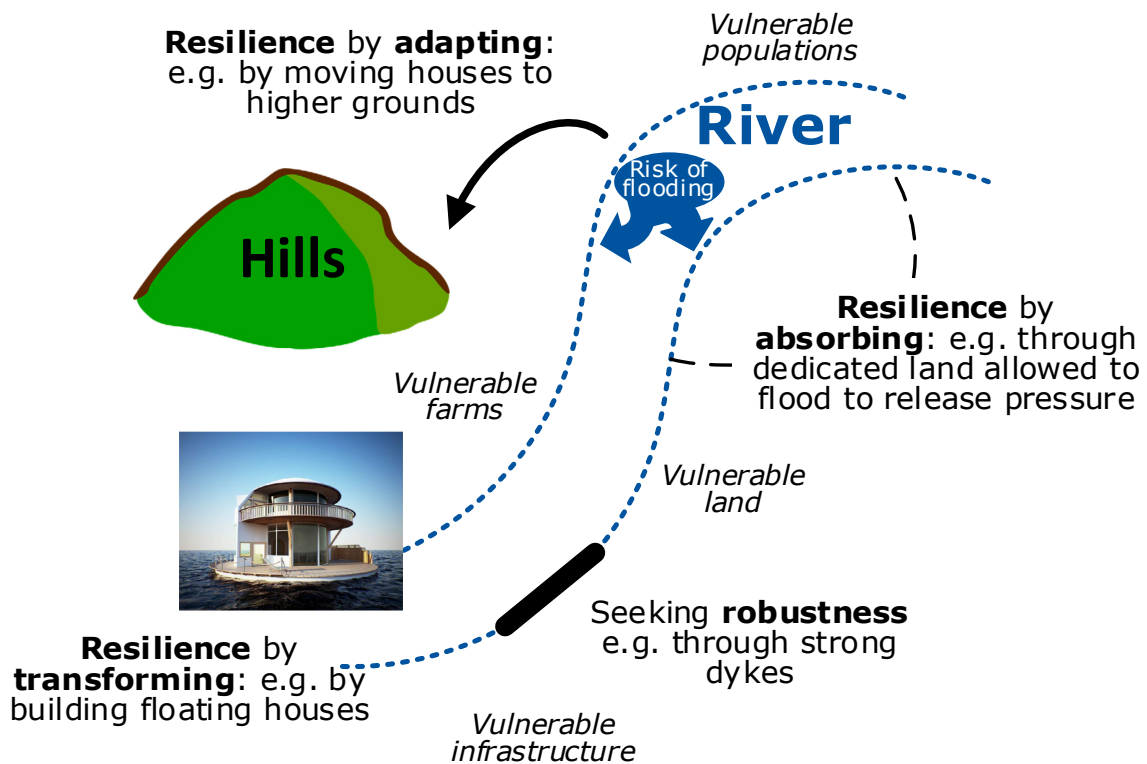 Vulnerable
populations
Resilience by adapting:
e.g. by moving houses to
higher grounds
River
Risk of
flooding
Hills
Resilience by
absorbing: e.g. through
dedicated land allowed to
flood to release pressure
Vulnerable
farms
Vulnerable
land
Seeking robustness
e.g. through strong
dykes
Resilience by
transforming: e.g. by
building floating houses
Vulnerable
infrastructure